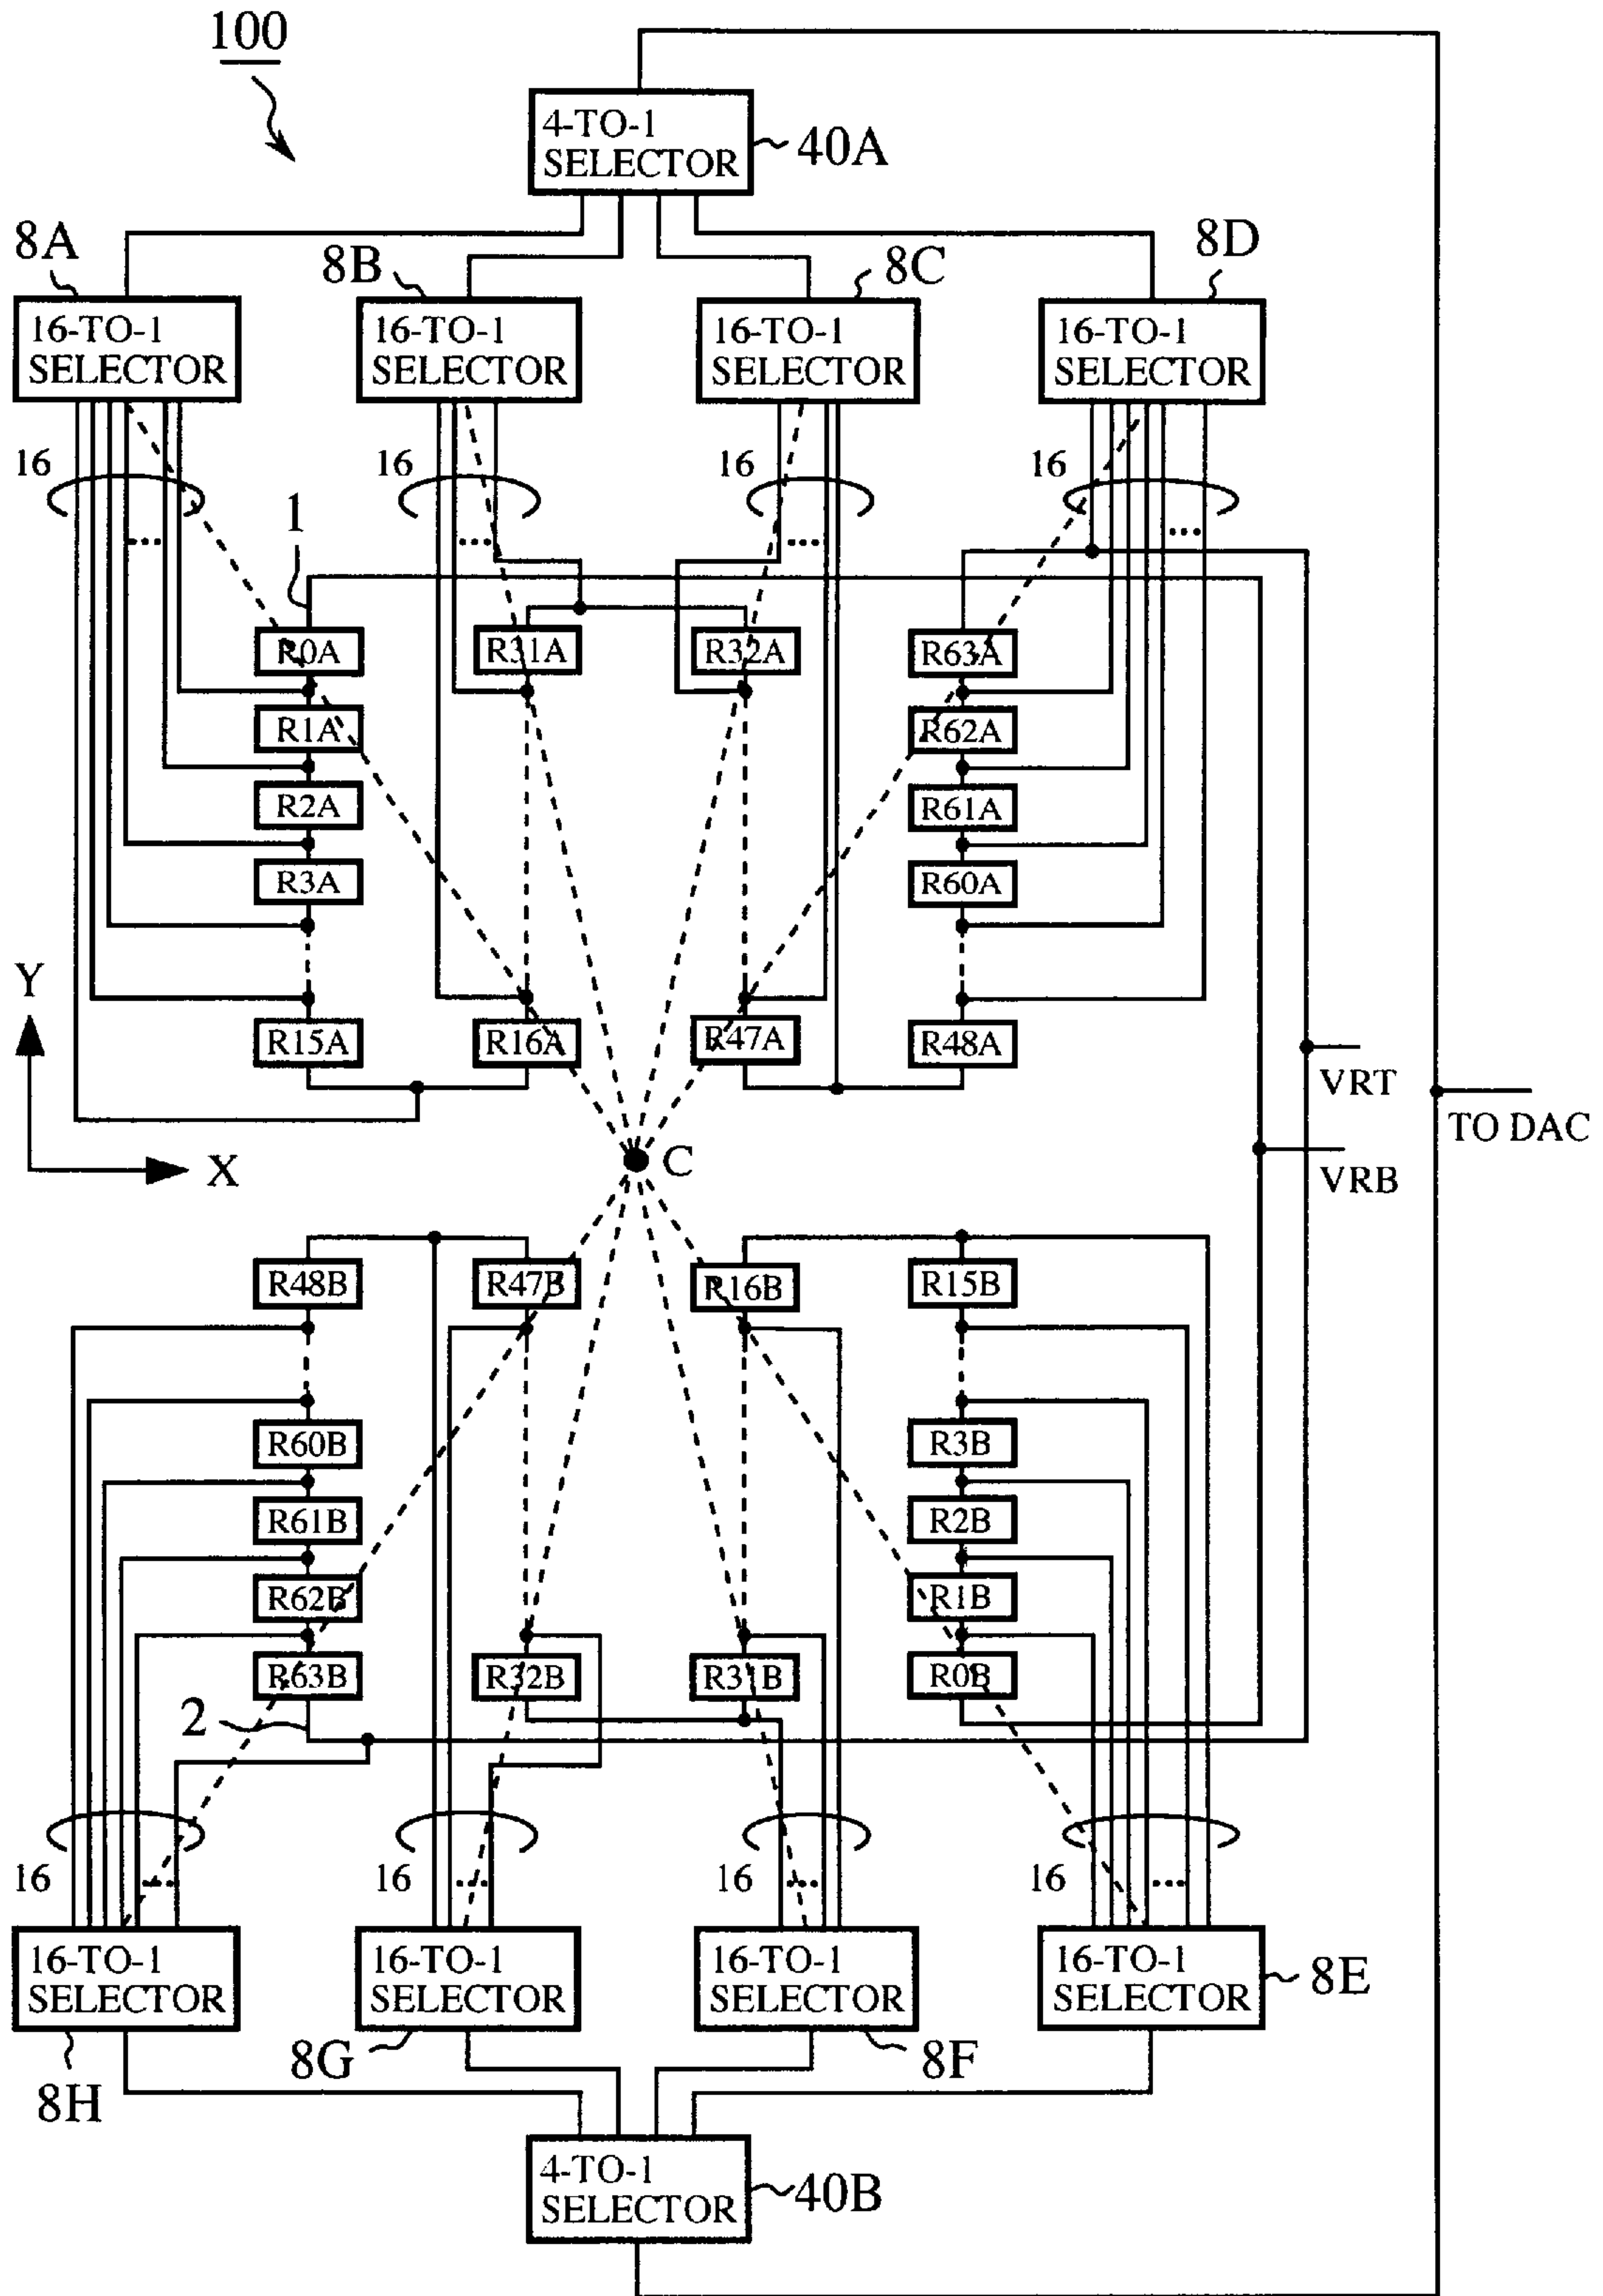 100
4-TO-1
SELECTOR
40A
8A
8B
8C
8D
16-TO-1
SELECTOR
16-TO-1
SELECTOR
16-TO-1
SELECTOR
16-TO-1
SELECTOR
16
16
16
16
1
...
...
...
...
R0A
R31A
R32A
R63A
R1A
R62A
R2A
R61A
R3A
R60A
Y
R15A
R16A
R47A
R48A
VRT
TO DAC
X
C
VRB
R48B
R47B
R16B
R15B
R60B
R3B
R61B
R2B
R62B
R1B
R63B
R32B
R31B
R0B
2
16
16
16
16
...
...
...
...
16-TO-1
SELECTOR
16-TO-1
SELECTOR
16-TO-1
SELECTOR
16-TO-1
SELECTOR
8E
8H
8G
8F
4-TO-1
SELECTOR
40B